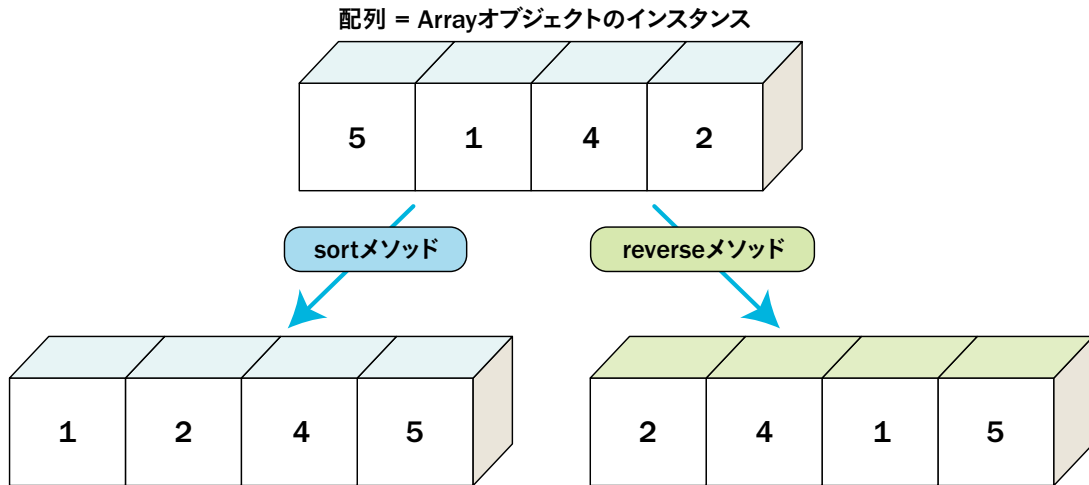 配列 = Arrayオブジェクトのインスタンス
5 1 4 2
sortメソッド
reverseメソッド
1 2 4 5
2 4 1 5